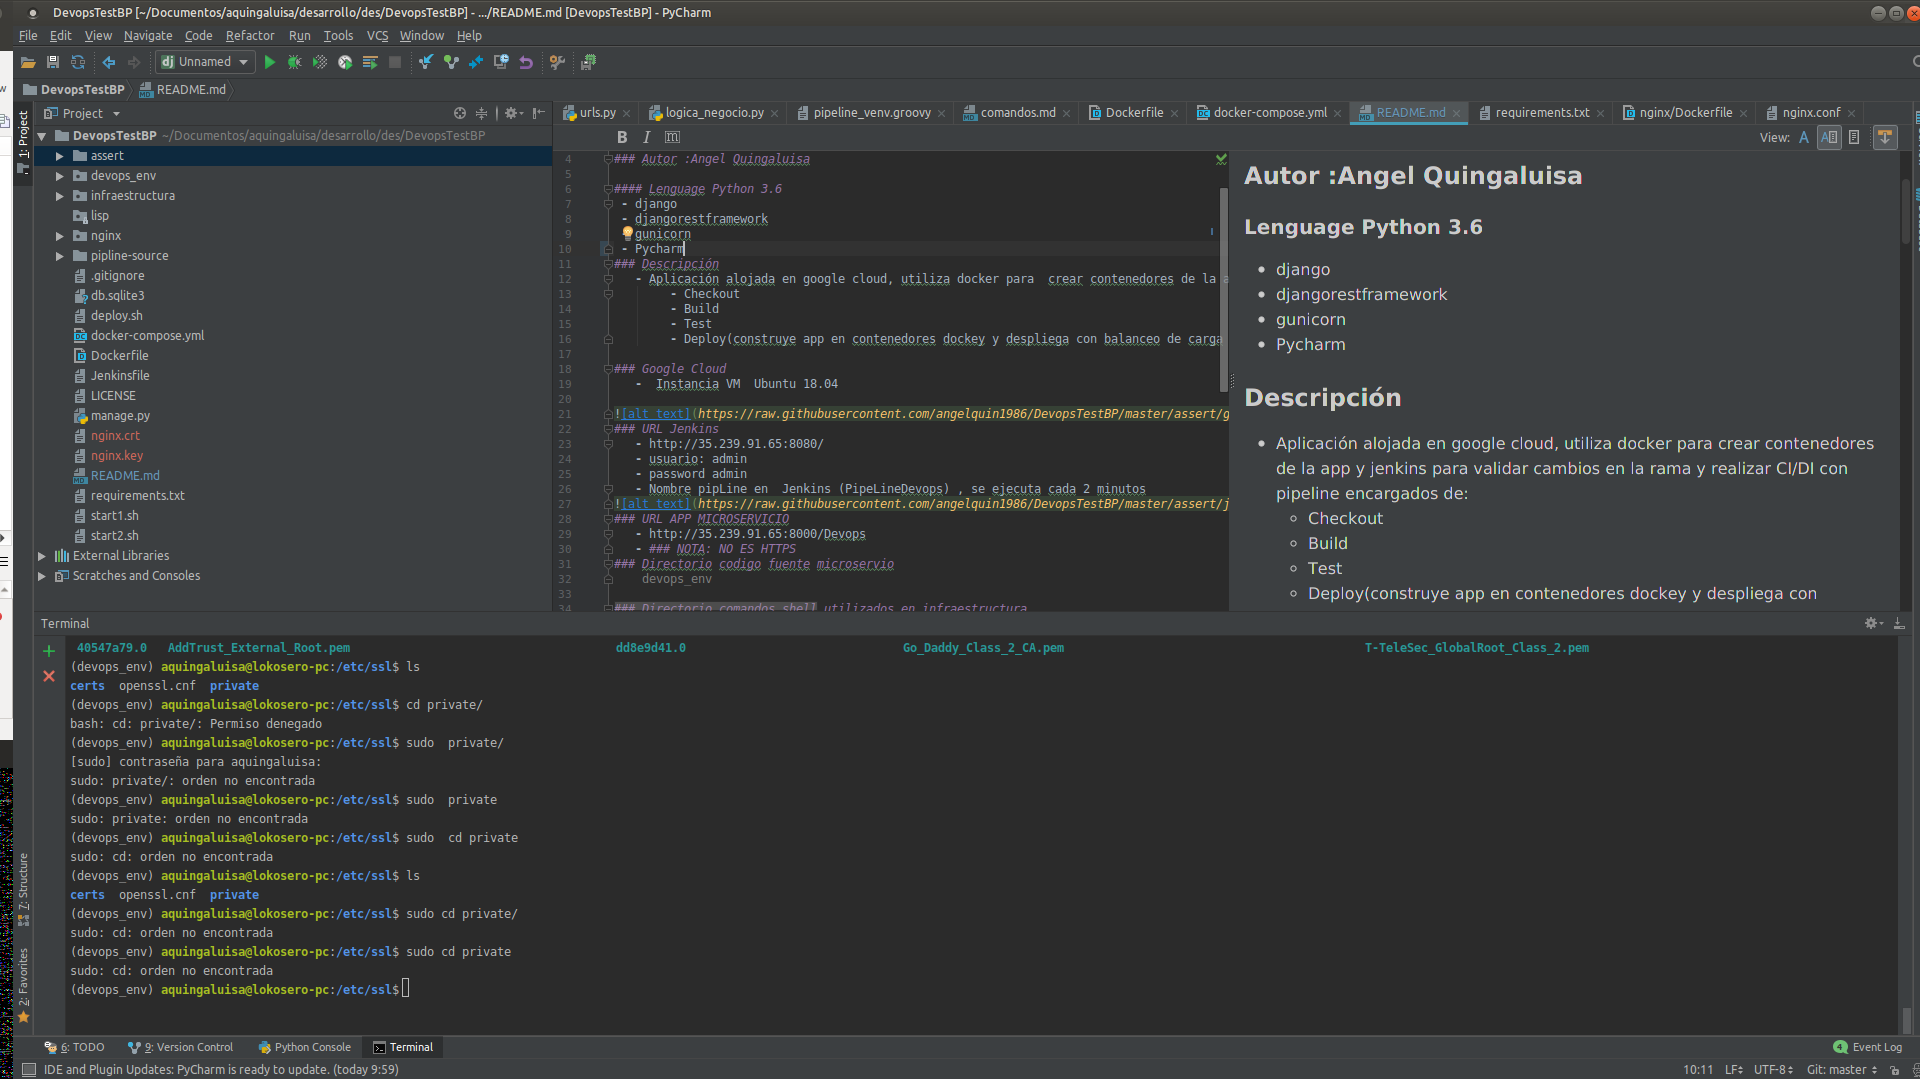 DevopsTestBP [~/Documentos/aquingaluisa/desarrollo/des/DevopsTestBP] - .../README.md [DevopsTestBP] - PyCharm
File Edit View Navigate Code Refactor Run Tools VCS Window Help
dj Unnamed
DevopsTestBP README.md
Project
urls.py logica_negocio.py pipeline_venv.groovy comandos.md Dockerfile docker-compose.yml README.md requirements.txt nginx/Dockerfile nginx.conf
B I View: A
1: Project
DevopsTestBP ~/Documentos/aquingaluisa/desarrollo/des/DevopsTestBP
assert
devops_env
infraestructura
lisp
nginx
pipline-source
.gitignore
db.sqlite3
deploy.sh
docker-compose.yml
Dockerfile
Jenkinsfile
LICENSE
manage.py
nginx.crt
nginx.key
README.md
requirements.txt
start1.sh
start2.sh
External Libraries
Scratches and Consoles
4 ### Autor :Angel Quingaluisa
5
6 #### Lenguage Python 3.6
7 - django
8 - djangorestframework
9 gunicorn
10 - Pycharm
11 ### Descripción
12 - Aplicación alojada en google cloud, utiliza docker para  crear contenedores de la a
13 - Checkout
14 - Build
15 - Test
16 - Deploy(construye app en contenedores dockey y despliega con balanceo de carga
17
18 ### Google Cloud
19 -  Instancia VM  Ubuntu 18.04
20
21 ![alt text](https://raw.githubusercontent.com/angelquin1986/DevopsTestBP/master/assert/g
22 ### URL Jenkins
23 - http://35.239.91.65:8080/
24 - usuario: admin
25 - password admin
26 - Nombre pipLine en  Jenkins (PipeLineDevops) , se ejecuta cada 2 minutos
27 ![alt text](https://raw.githubusercontent.com/angelquin1986/DevopsTestBP/master/assert/j
28 ### URL APP MICROSERVICIO
29 - http://35.239.91.65:8000/Devops
30 - ### NOTA: NO ES HTTPS
31 ### Directorio codigo fuente microservio
32 devops_env
33
34 ### Directorio comandos shell utilizados en infraestructura
Autor :Angel Quingaluisa
Lenguage Python 3.6
• django
• djangorestframework
• gunicorn
• Pycharm
Descripción
• Aplicación alojada en google cloud, utiliza docker para crear contenedores
de la app y jenkins para validar cambios en la rama y realizar CI/DI con
pipeline encargados de:
◦ Checkout
◦ Build
◦ Test
◦ Deploy(construye app en contenedores dockey y despliega con
Terminal
40547a79.0 AddTrust_External_Root.pem dd8e9d41.0 Go_Daddy_Class_2_CA.pem T-TeleSec_GlobalRoot_Class_2.pem
(devops_env) aquingaluisa@lokosero-pc:/etc/ssl$ ls
certs  openssl.cnf  private
(devops_env) aquingaluisa@lokosero-pc:/etc/ssl$ cd private/
bash: cd: private/: Permiso denegado
(devops_env) aquingaluisa@lokosero-pc:/etc/ssl$ sudo  private/
[sudo] contraseña para aquingaluisa:
sudo: private/: orden no encontrada
(devops_env) aquingaluisa@lokosero-pc:/etc/ssl$ sudo  private
sudo: private: orden no encontrada
(devops_env) aquingaluisa@lokosero-pc:/etc/ssl$ sudo  cd private
sudo: cd: orden no encontrada
(devops_env) aquingaluisa@lokosero-pc:/etc/ssl$ ls
certs  openssl.cnf  private
(devops_env) aquingaluisa@lokosero-pc:/etc/ssl$ sudo cd private/
sudo: cd: orden no encontrada
(devops_env) aquingaluisa@lokosero-pc:/etc/ssl$ sudo cd private
sudo: cd: orden no encontrada
(devops_env) aquingaluisa@lokosero-pc:/etc/ssl$
7: Structure
2: Favorites
6: TODO 9: Version Control Python Console Terminal 4 Event Log
IDE and Plugin Updates: PyCharm is ready to update. (today 9:59) 10:11 LF UTF-8 Git: master